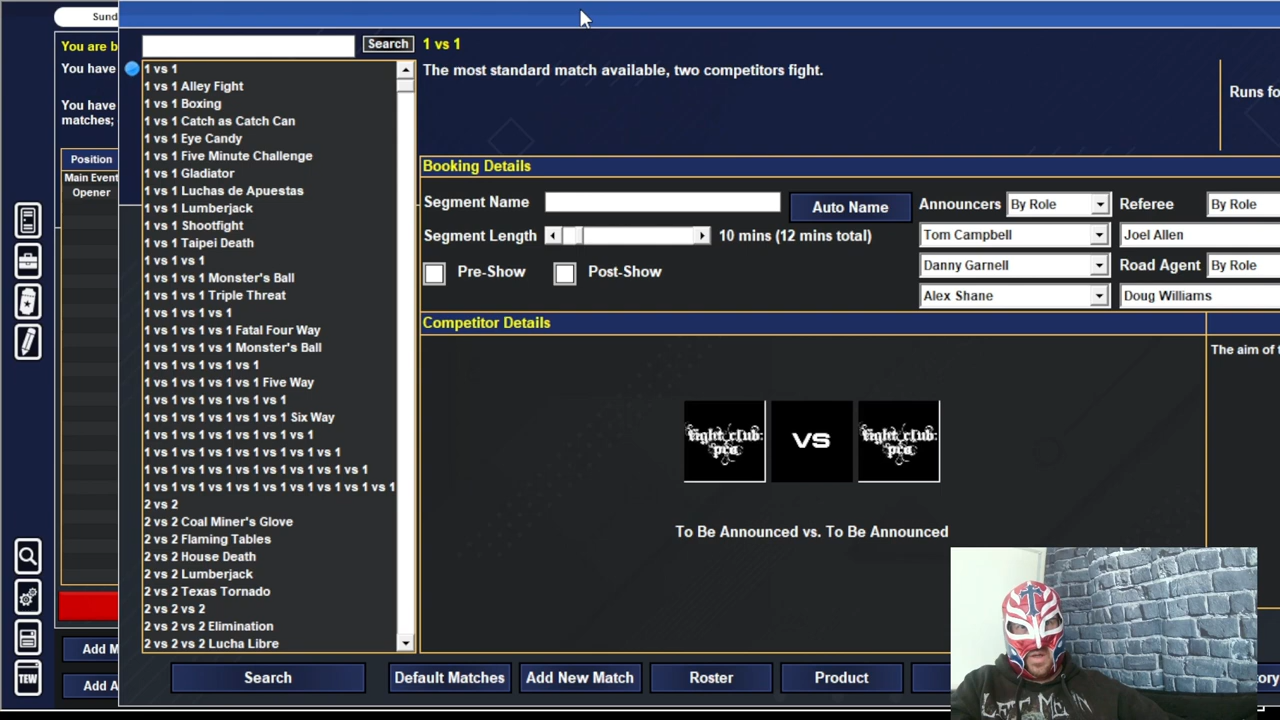 Sund
You are b
You have
You have
matches;
Position
Main Event
Opener
Add M
Add A
TEW
Search
1 vs 1
The most standard match available, two competitors fight.
Runs fo
1 vs 1
1 vs 1 Alley Fight
1 vs 1 Boxing
1 vs 1 Catch as Catch Can
1 vs 1 Eye Candy
1 vs 1 Five Minute Challenge
1 vs 1 Gladiator
1 vs 1 Luchas de Apuestas
1 vs 1 Lumberjack
1 vs 1 Shootfight
1 vs 1 Taipei Death
1 vs 1 vs 1
1 vs 1 vs 1 Monster's Ball
1 vs 1 vs 1 Triple Threat
1 vs 1 vs 1 vs 1
1 vs 1 vs 1 vs 1 Fatal Four Way
1 vs 1 vs 1 vs 1 Monster's Ball
1 vs 1 vs 1 vs 1 vs 1
1 vs 1 vs 1 vs 1 vs 1 Five Way
1 vs 1 vs 1 vs 1 vs 1 vs 1
1 vs 1 vs 1 vs 1 vs 1 vs 1 Six Way
1 vs 1 vs 1 vs 1 vs 1 vs 1 vs 1
1 vs 1 vs 1 vs 1 vs 1 vs 1 vs 1 vs 1
1 vs 1 vs 1 vs 1 vs 1 vs 1 vs 1 vs 1 vs 1
1 vs 1 vs 1 vs 1 vs 1 vs 1 vs 1 vs 1 vs 1 vs 1
2 vs 2
2 vs 2 Coal Miner's Glove
2 vs 2 Flaming Tables
2 vs 2 House Death
2 vs 2 Lumberjack
2 vs 2 Texas Tornado
2 vs 2 vs 2
2 vs 2 vs 2 Elimination
2 vs 2 vs 2 Lucha Libre
Booking Details
Segment Name
Auto Name
Announcers By Role
Referee By Role
Segment Length
10 mins (12 mins total)
Tom Campbell
Joel Allen
Pre-Show
Post-Show
Danny Garnell
Road Agent By Role
Alex Shane
Doug Williams
Competitor Details
The aim of t
fight club:
pro
VS
fight club:
pro
To Be Announced vs. To Be Announced
Search
Default Matches
Add New Match
Roster
Product